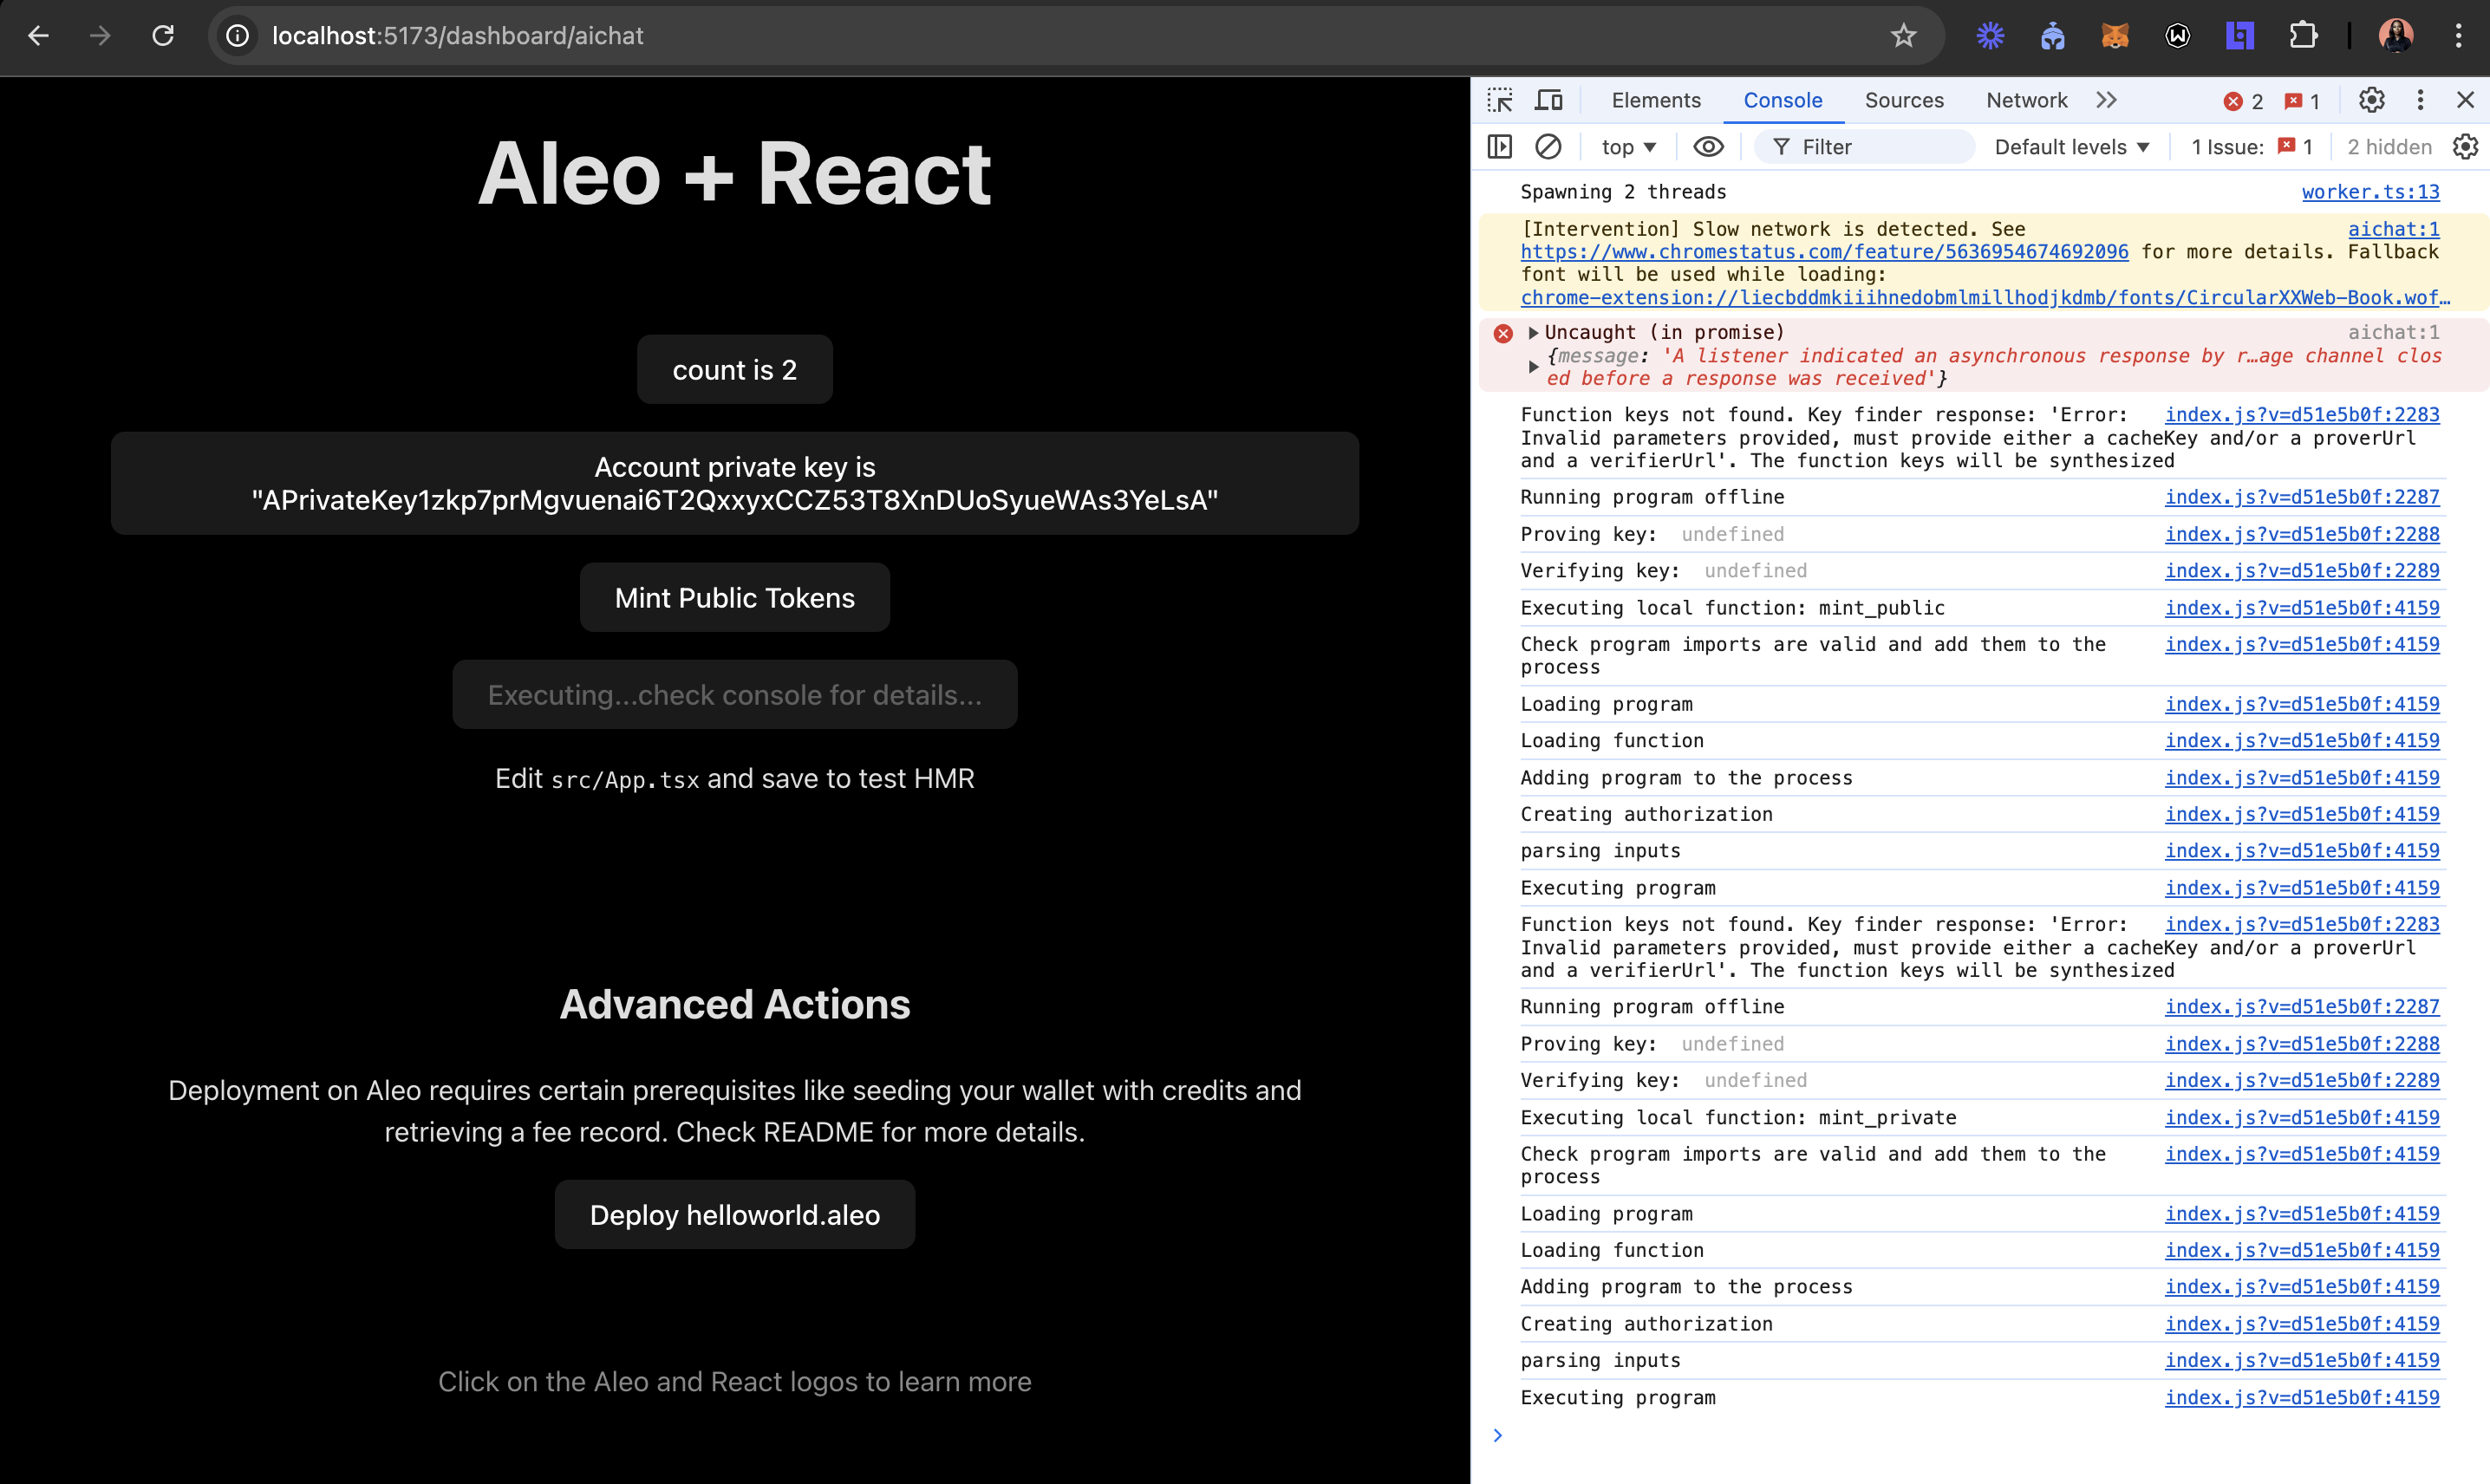 localhost:5173/dashboard/aichat
Aleo + React
count is 2
Account private key is
"APrivateKey1zkp7prMgvuenai6T2QxxyxCCZ53T8XnDUoSyueWAs3YeLsA"
Mint Public Tokens
Executing...check console for details...
Edit src/App.tsx and save to test HMR
Advanced Actions
Deployment on Aleo requires certain prerequisites like seeding your wallet with credits and
retrieving a fee record. Check README for more details.
Deploy helloworld.aleo
Click on the Aleo and React logos to learn more
Elements Console Sources Network 2 1
top Filter Default levels 1 Issue: 1 2 hidden
Spawning 2 threads worker.ts:13
[Intervention] Slow network is detected. See aichat:1
https://www.chromestatus.com/feature/5636954674692096 for more details. Fallback
font will be used while loading:
chrome-extension://liecbddmkiiihnedobmlmillhodjkdmb/fonts/CircularXXWeb-Book.wof…
Uncaught (in promise) aichat:1
{message: 'A listener indicated an asynchronous response by r…age channel clos
ed before a response was received'}
Function keys not found. Key finder response: 'Error: index.js?v=d51e5b0f:2283
Invalid parameters provided, must provide either a cacheKey and/or a proverUrl
and a verifierUrl'. The function keys will be synthesized
Running program offline index.js?v=d51e5b0f:2287
Proving key: undefined index.js?v=d51e5b0f:2288
Verifying key: undefined index.js?v=d51e5b0f:2289
Executing local function: mint_public index.js?v=d51e5b0f:4159
Check program imports are valid and add them to the index.js?v=d51e5b0f:4159
process
Loading program index.js?v=d51e5b0f:4159
Loading function index.js?v=d51e5b0f:4159
Adding program to the process index.js?v=d51e5b0f:4159
Creating authorization index.js?v=d51e5b0f:4159
parsing inputs index.js?v=d51e5b0f:4159
Executing program index.js?v=d51e5b0f:4159
Function keys not found. Key finder response: 'Error: index.js?v=d51e5b0f:2283
Invalid parameters provided, must provide either a cacheKey and/or a proverUrl
and a verifierUrl'. The function keys will be synthesized
Running program offline index.js?v=d51e5b0f:2287
Proving key: undefined index.js?v=d51e5b0f:2288
Verifying key: undefined index.js?v=d51e5b0f:2289
Executing local function: mint_private index.js?v=d51e5b0f:4159
Check program imports are valid and add them to the index.js?v=d51e5b0f:4159
process
Loading program index.js?v=d51e5b0f:4159
Loading function index.js?v=d51e5b0f:4159
Adding program to the process index.js?v=d51e5b0f:4159
Creating authorization index.js?v=d51e5b0f:4159
parsing inputs index.js?v=d51e5b0f:4159
Executing program index.js?v=d51e5b0f:4159